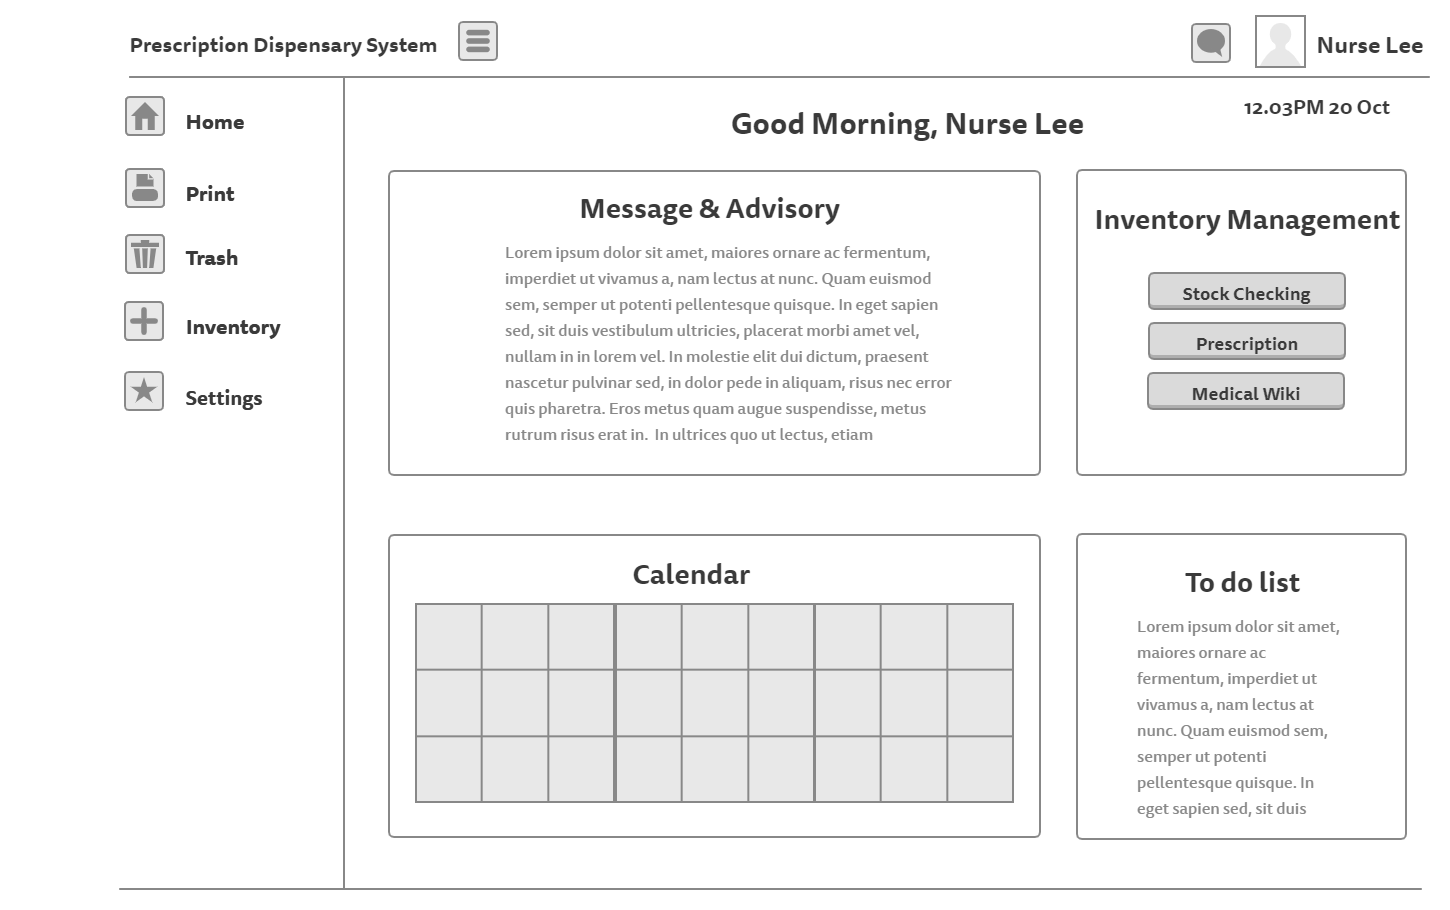 Prescription Dispensary System
Nurse Lee
Home
Print
Trash
Inventory
Settings
Good Morning, Nurse Lee
12.03PM 20 Oct
Message & Advisory
Lorem ipsum dolor sit amet, maiores ornare ac fermentum,
imperdiet ut vivamus a, nam lectus at nunc. Quam euismod
sem, semper ut potenti pellentesque quisque. In eget sapien
sed, sit duis vestibulum ultricies, placerat morbi amet vel,
nullam in in lorem vel. In molestie elit dui dictum, praesent
nascetur pulvinar sed, in dolor pede in aliquam, risus nec error
quis pharetra. Eros metus quam augue suspendisse, metus
rutrum risus erat in.  In ultrices quo ut lectus, etiam
Inventory Management
Stock Checking
Prescription
Medical Wiki
Calendar
To do list
Lorem ipsum dolor sit amet,
maiores ornare ac
fermentum, imperdiet ut
vivamus a, nam lectus at
nunc. Quam euismod sem,
semper ut potenti
pellentesque quisque. In
eget sapien sed, sit duis